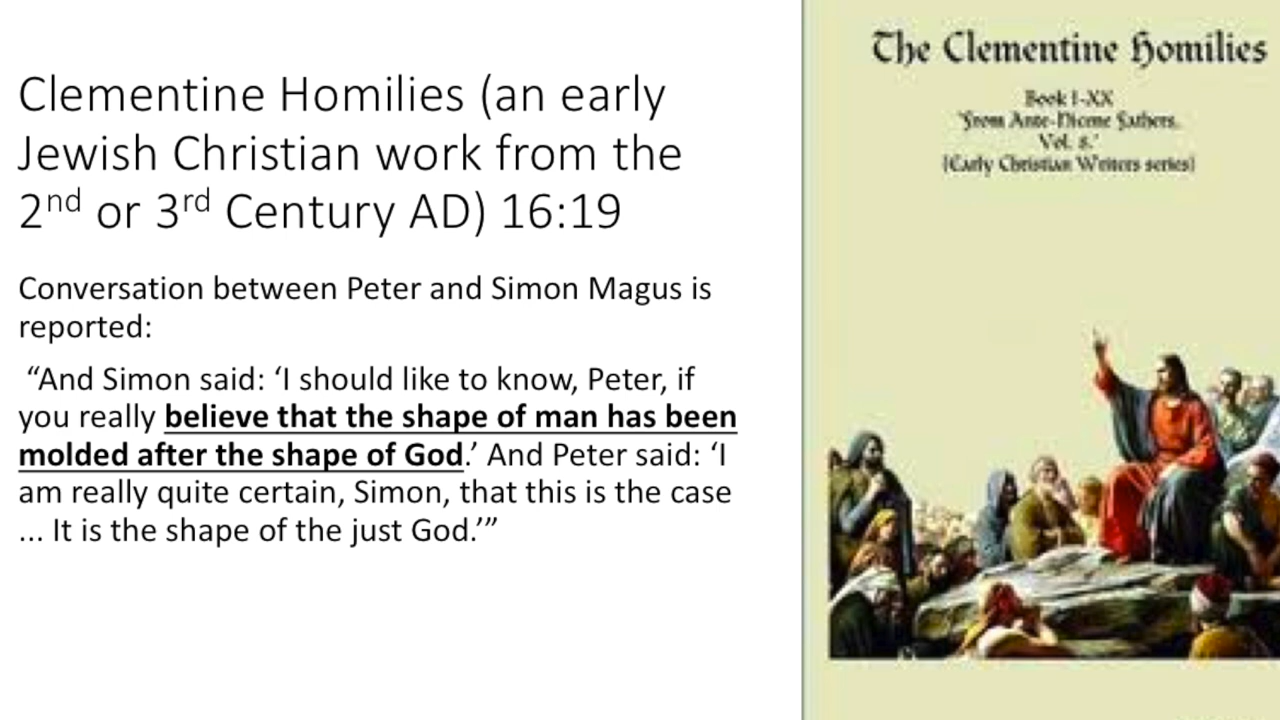 Clementine Homilies (an early
Jewish Christian work from the
2nd or 3rd Century AD) 16:19
Conversation between Peter and Simon Magus is
reported:
“And Simon said: ‘I should like to know, Peter, if
you really believe that the shape of man has been
molded after the shape of God.’ And Peter said: ‘I
am really quite certain, Simon, that this is the case
... It is the shape of the just God.’”
The Clementine Homilies
Book I-XX
'From Ante-Nicene Fathers,
Vol. 8.'
(Early Christian Writers series)